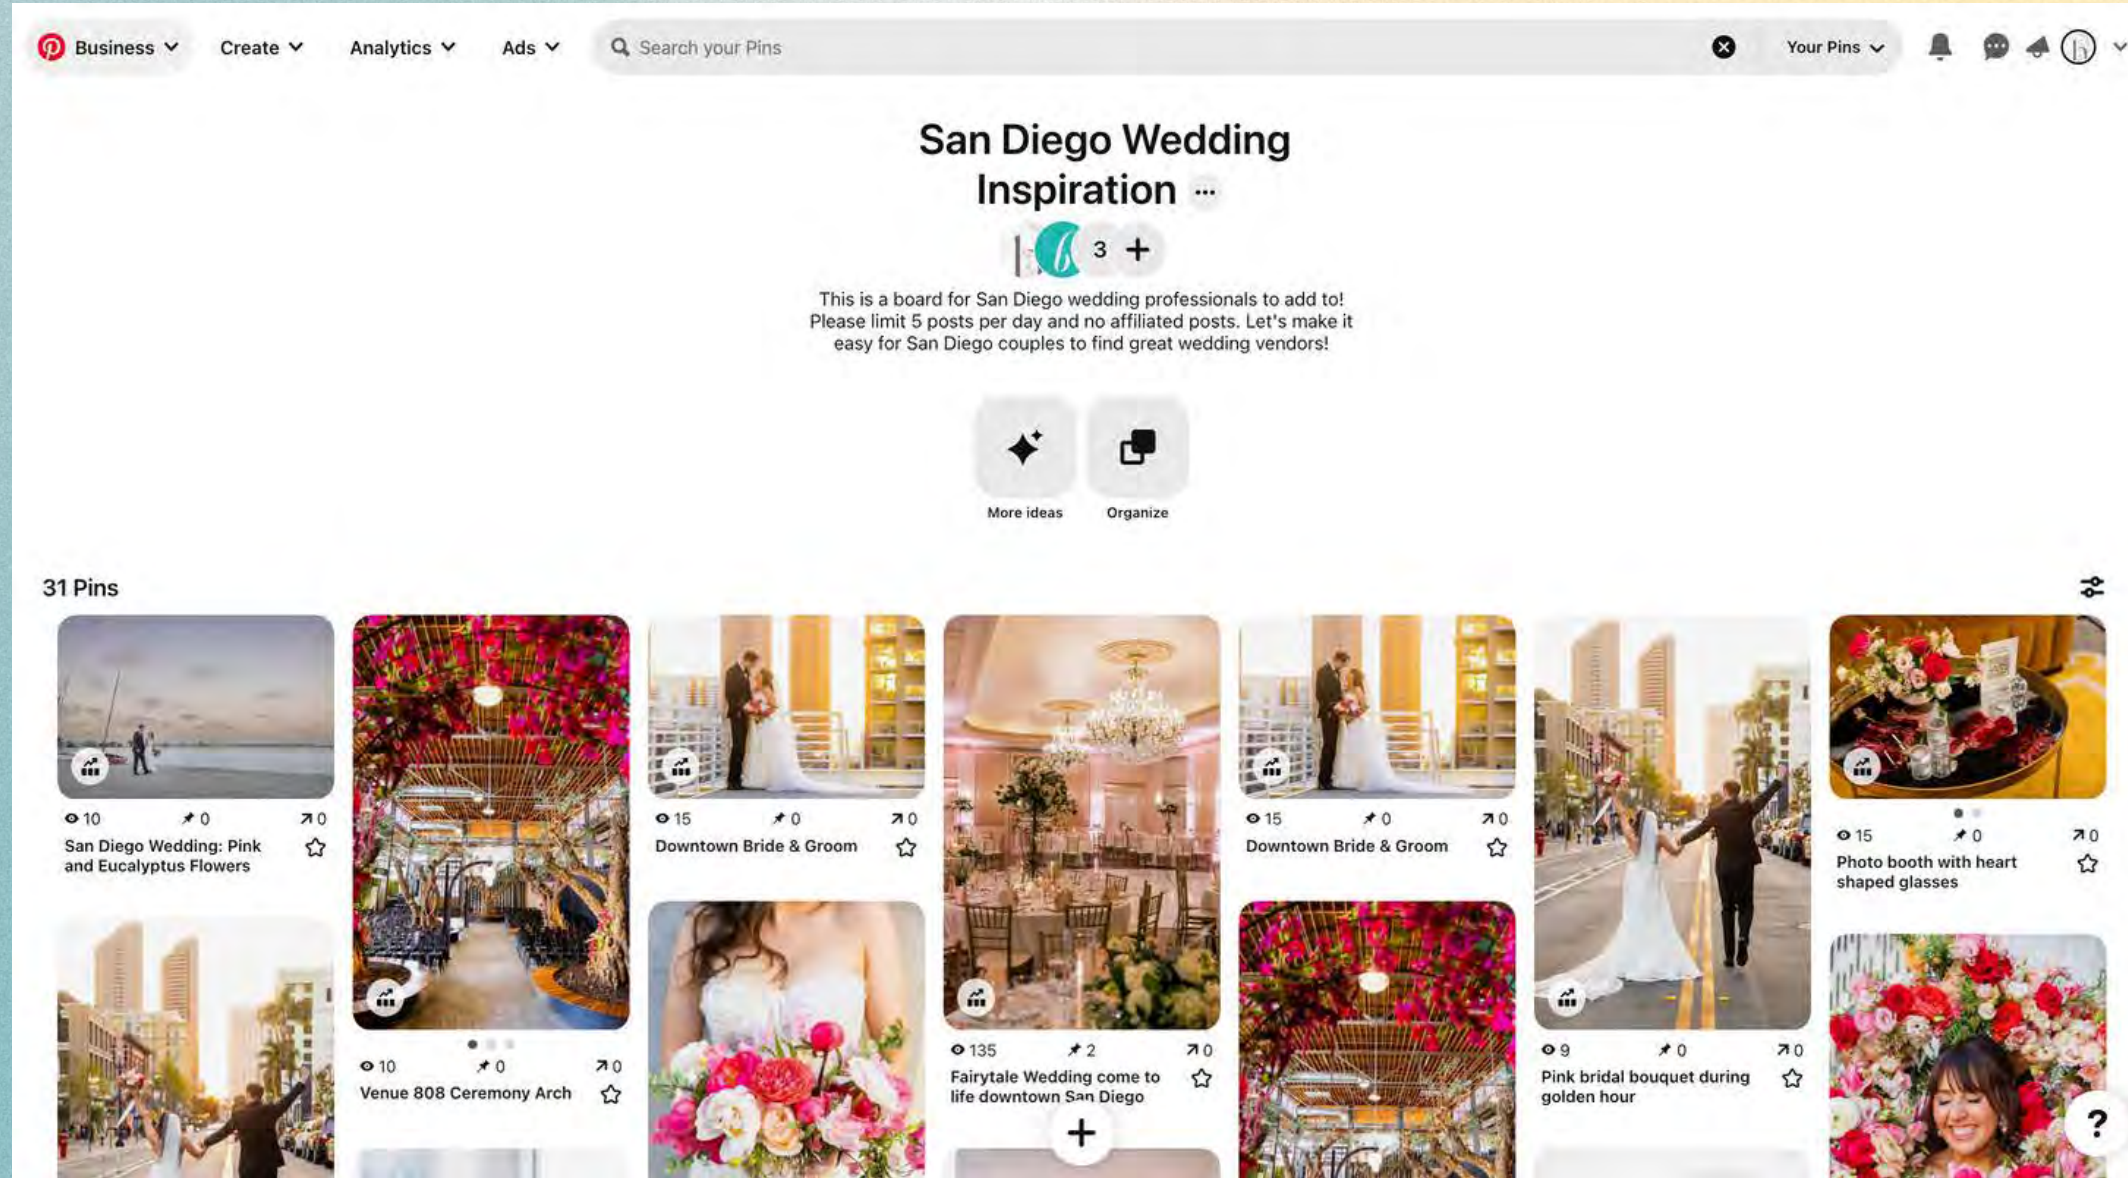 Business
Create
Analytics
Ads
Search your Pins
Your Pins
San Diego Wedding
Inspiration ...
b 3 +
This is a board for San Diego wedding professionals to add to!
Please limit 5 posts per day and no affiliated posts. Let's make it
easy for San Diego couples to find great wedding vendors!
More ideas
Organize
31 Pins
10 0 0
San Diego Wedding: Pink
and Eucalyptus Flowers
10 0 0
Venue 808 Ceremony Arch
15 0 0
Downtown Bride & Groom
135 2 0
Fairytale Wedding come to
life downtown San Diego
+
15 0 0
Downtown Bride & Groom
9 0 0
Pink bridal bouquet during
golden hour
15 0 0
Photo booth with heart
shaped glasses
?